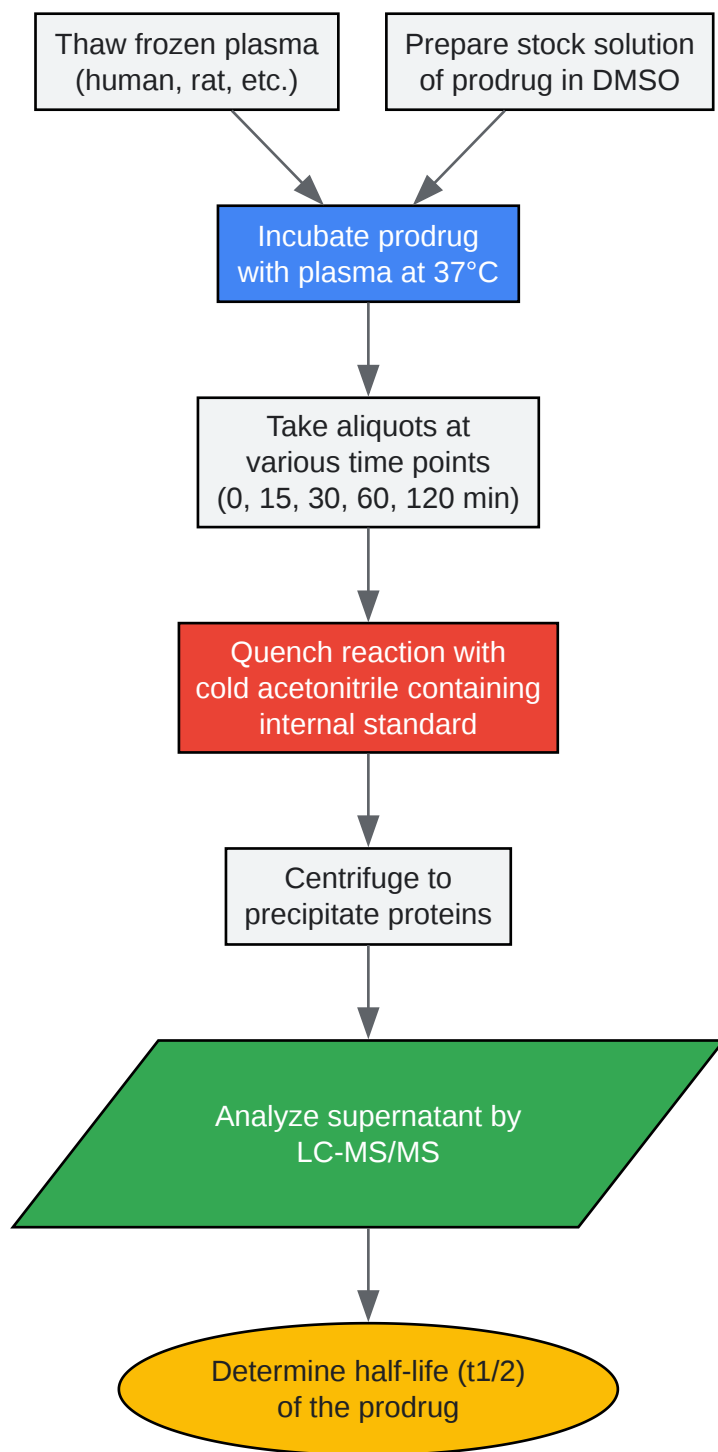 Thaw frozen plasma
(human, rat, etc.)
Prepare stock solution
of prodrug in DMSO
Incubate prodrug
with plasma at 37°C
Take aliquots at
various time points
(0, 15, 30, 60, 120 min)
Quench reaction with
cold acetonitrile containing
internal standard
Centrifuge to
precipitate proteins
Analyze supernatant by
LC-MS/MS
Determine half-life (t1/2)
of the prodrug